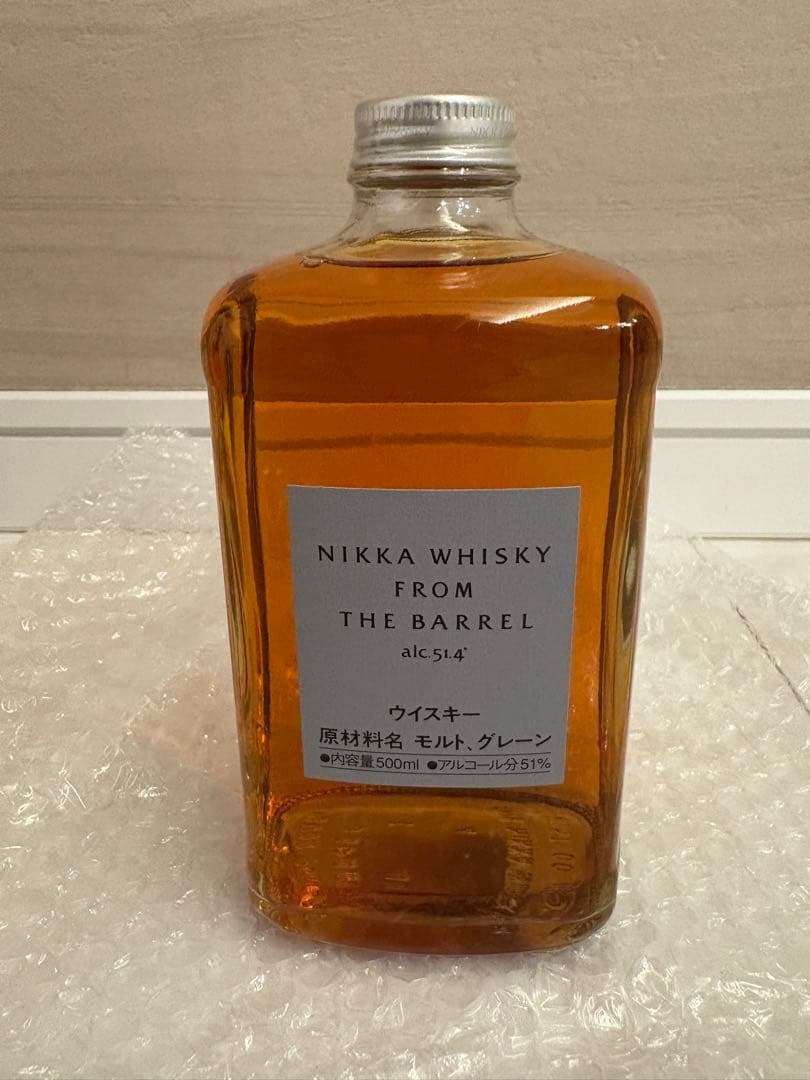 NIKKA WHISKY
FROM
THE BARREL
alc.51.4°
ウイスキー
原材料名 モルト、グレーン
●内容量500ml ●アルコール分51%